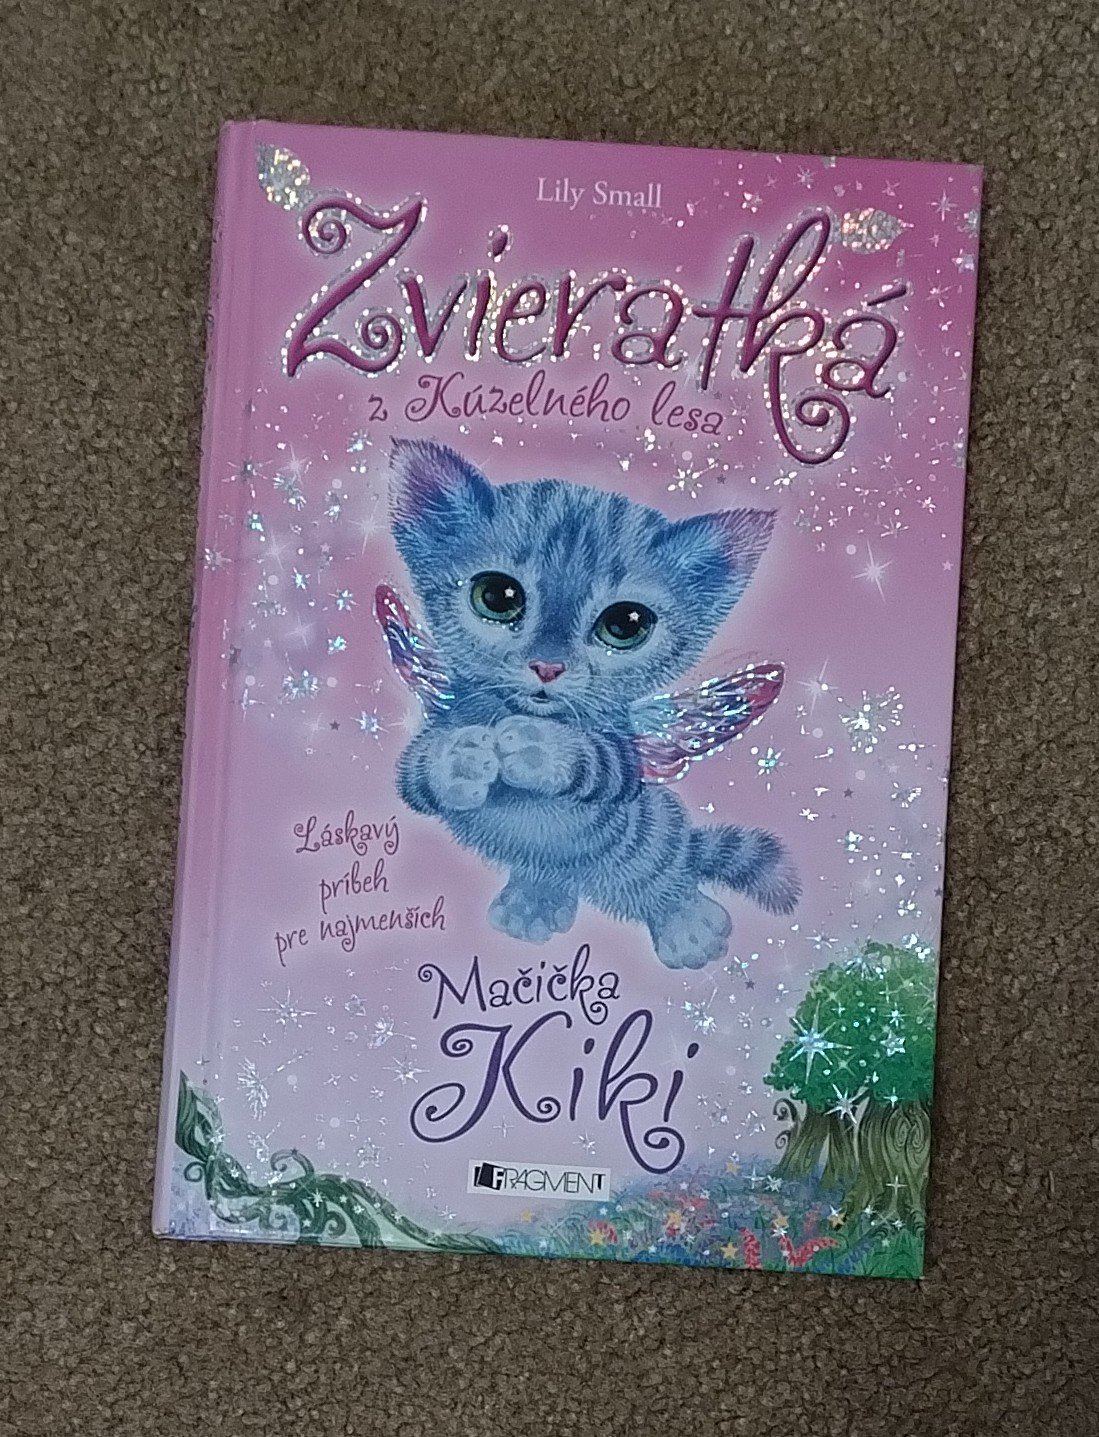 Lily Small
Zvieratká
z Kúzelného lesa
Láskavý
príbeh
pre najmenších
Mačička
Kiki
FRAGMENT